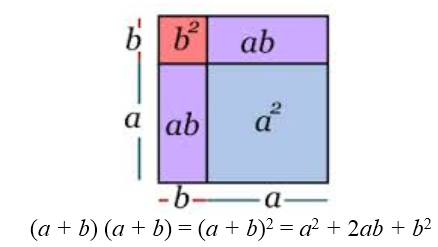 b b² ab
a ab a²
b a
(a + b) (a + b) = (a + b)² = a² + 2ab + b²